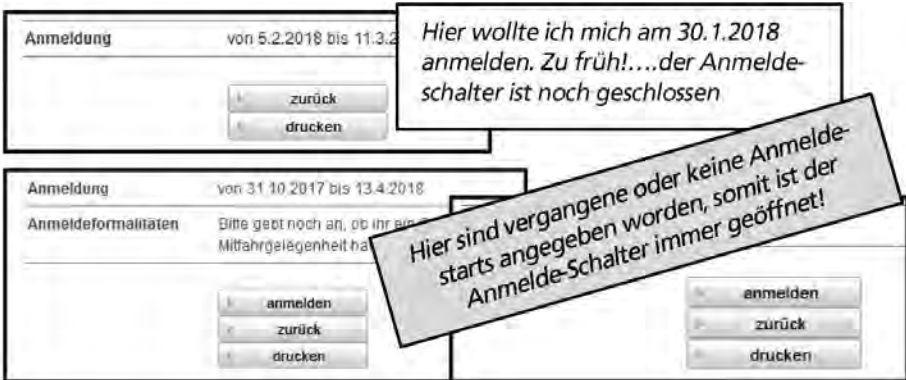 Anmeldung von 5.2.2018 bis 11.3.2
zurück
drucken
Hier wollte ich mich am 30.1.2018
anmelden. Zu früh!....der Anmelde-
schalter ist noch geschlossen
Anmeldung von 31.10.2017 bis 13.4.2018
Anmeldeformalitäten Bitte gebt noch an, ob ihr ein
Mitfahrgelegenheit ha
anmelden
zurück
drucken
Hier sind vergangene oder keine Anmelde-
starts angegeben worden, somit ist der
Anmelde-Schalter immer geöffnet!
anmelden
zurück
drucken